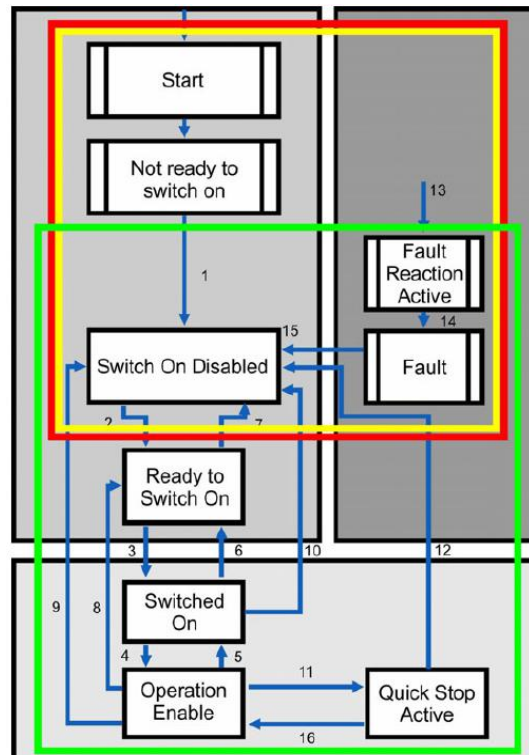 Start
Not ready to
switch on
13
Fault
Reaction
Active
1
14
15
Switch On Disabled
Fault
2
7
Ready to
Switch On
3
6
10
12
9
8
Switched
On
4
5
Operation
Enable
11
Quick Stop
Active
16